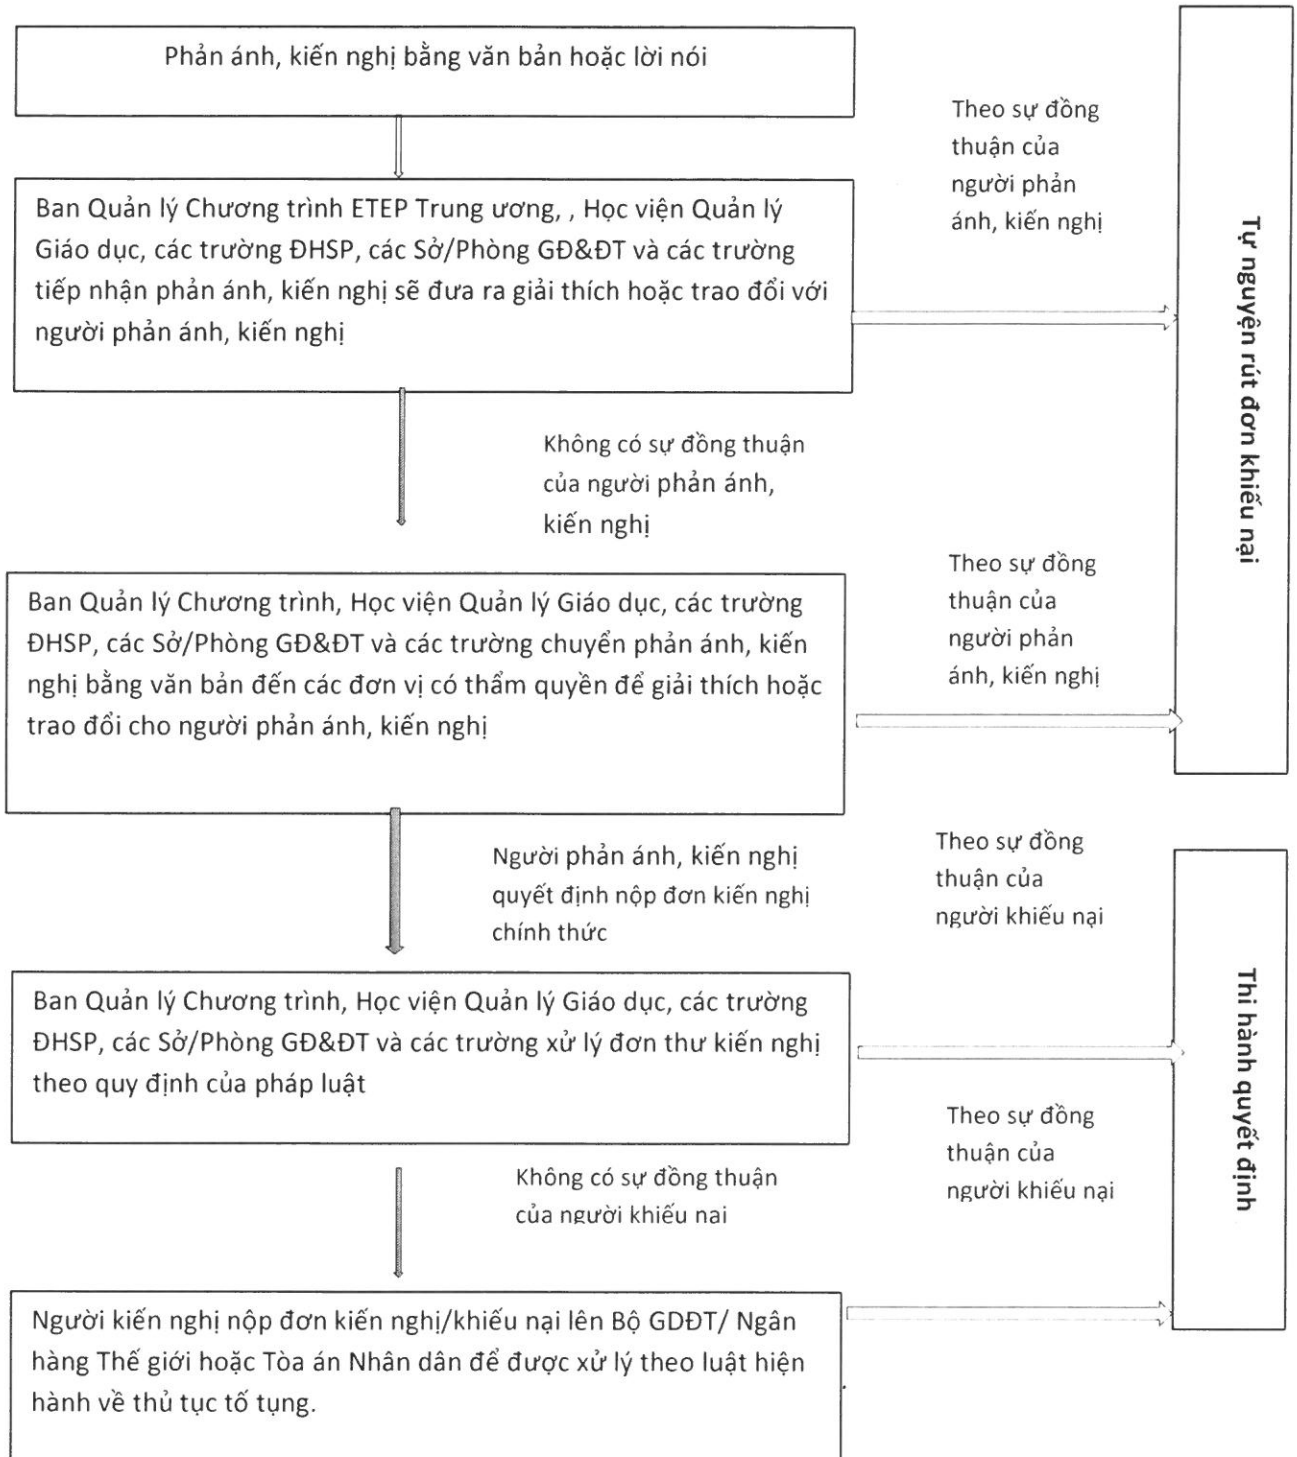 Phản ánh, kiến nghị bằng văn bản hoặc lời nói
Theo sự đồng
thuận của
người phản
ánh, kiến nghị
Ban Quản lý Chương trình ETEP Trung ương, , Học viện Quản lý
Giáo dục, các trường ĐHSP, các Sở/Phòng GĐ&ĐT và các trường
tiếp nhận phản ánh, kiến nghị sẽ đưa ra giải thích hoặc trao đổi với
người phản ánh, kiến nghị
Tự nguyện rút đơn khiếu nại
Không có sự đồng thuận
của người phản ánh,
kiến nghị
Theo sự đồng
thuận của
người phản
ánh, kiến nghị
Ban Quản lý Chương trình, Học viện Quản lý Giáo dục, các trường
ĐHSP, các Sở/Phòng GĐ&ĐT và các trường chuyển phản ánh, kiến
nghị bằng văn bản đến các đơn vị có thẩm quyền để giải thích hoặc
trao đổi cho người phản ánh, kiến nghị
Người phản ánh, kiến nghị
quyết định nộp đơn kiến nghị
chính thức
Theo sự đồng
thuận của
người khiếu nại
Ban Quản lý Chương trình, Học viện Quản lý Giáo dục, các trường
ĐHSP, các Sở/Phòng GĐ&ĐT và các trường xử lý đơn thư kiến nghị
theo quy định của pháp luật
Thi hành quyết định
Không có sự đồng thuận
của người khiếu nại
Theo sự đồng
thuận của
người khiếu nại
Người kiến nghị nộp đơn kiến nghị/khiếu nại lên Bộ GDĐT/ Ngân
hàng Thế giới hoặc Tòa án Nhân dân để được xử lý theo luật hiện
hành về thủ tục tố tụng.